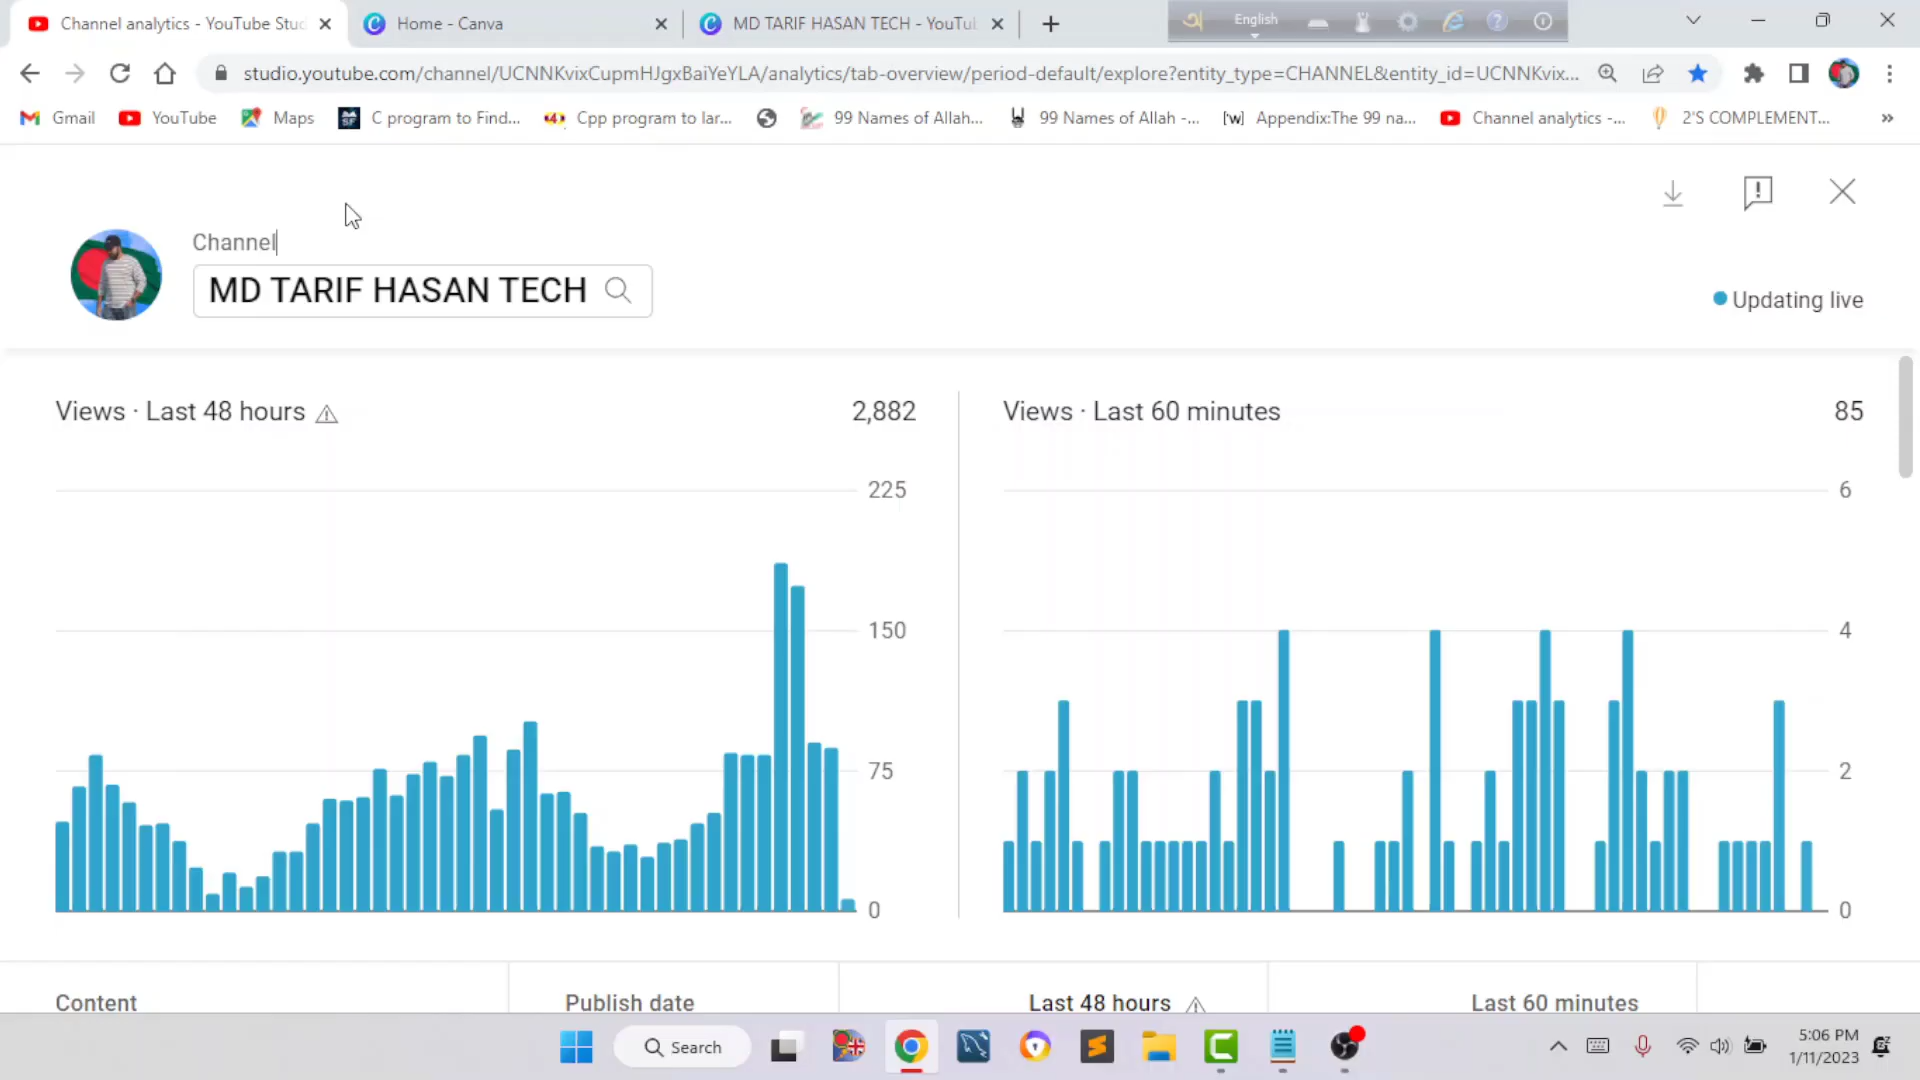 Channel analytics - YouTube Stud
Home - Canva
MD TARIF HASAN TECH - YouTu
English
studio.youtube.com/channel/UCNNKvixCupmHJgxBaiYeYLA/analytics/tab-overview/period-default/explore?entity_type=CHANNEL&entity_id=UCNNKvix...
Gmail
YouTube
Maps
C program to Find...
Cpp program to lar...
99 Names of Allah...
99 Names of Allah -...
Appendix:The 99 na...
Channel analytics -...
2'S COMPLEMENT...
Channel
MD TARIF HASAN TECH
Updating live
Views · Last 48 hours
2,882
225
150
75
0
Views · Last 60 minutes
85
6
4
2
0
Content
Publish date
Last 48 hours
Last 60 minutes
Search
5:06 PM
1/11/2023